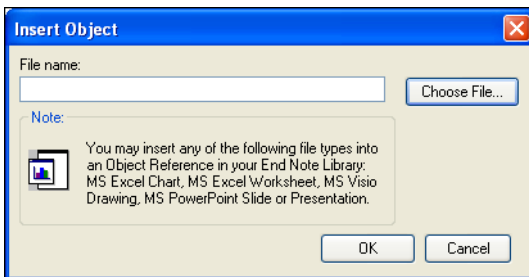 Insert Object
File name:
Choose File...
Note:
You may insert any of the following file types into
an Object Reference in your End Note Library:
MS Excel Chart, MS Excel Worksheet, MS Visio
Drawing, MS PowerPoint Slide or Presentation.
OK Cancel